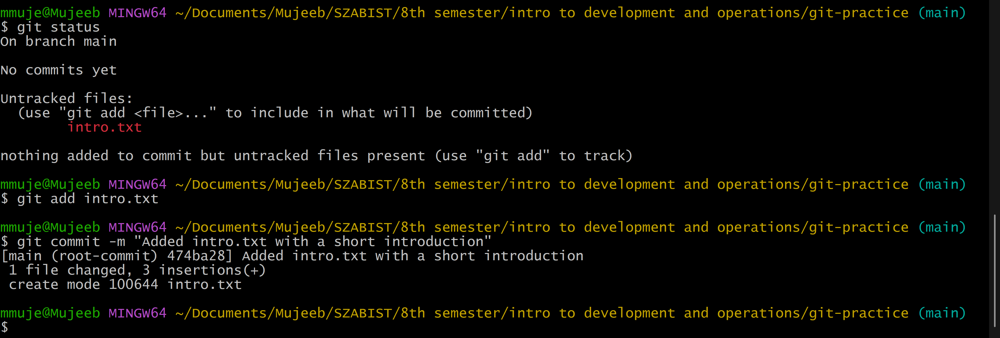 mmuje@Mujeeb MINGW64 ~/Documents/Mujeeb/SZABIST/8th semester/intro to development and operations/git-practice (main)
$ git status
On branch main
No commits yet
Untracked files:
  (use "git add <file>..." to include in what will be committed)
        intro.txt
nothing added to commit but untracked files present (use "git add" to track)
mmuje@Mujeeb MINGW64 ~/Documents/Mujeeb/SZABIST/8th semester/intro to development and operations/git-practice (main)
$ git add intro.txt
mmuje@Mujeeb MINGW64 ~/Documents/Mujeeb/SZABIST/8th semester/intro to development and operations/git-practice (main)
$ git commit -m "Added intro.txt with a short introduction"
[main (root-commit) 474ba28] Added intro.txt with a short introduction
 1 file changed, 3 insertions(+)
 create mode 100644 intro.txt
mmuje@Mujeeb MINGW64 ~/Documents/Mujeeb/SZABIST/8th semester/intro to development and operations/git-practice (main)
$